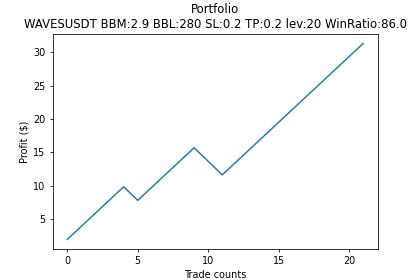 Portfolio
WAVESUSDT BBM:2.9 BBL:280 SL:0.2 TP:0.2 lev:20 WinRatio:86.0
30
25
20
15
10
5
Profit ($)
0 5 10 15 20
Trade counts